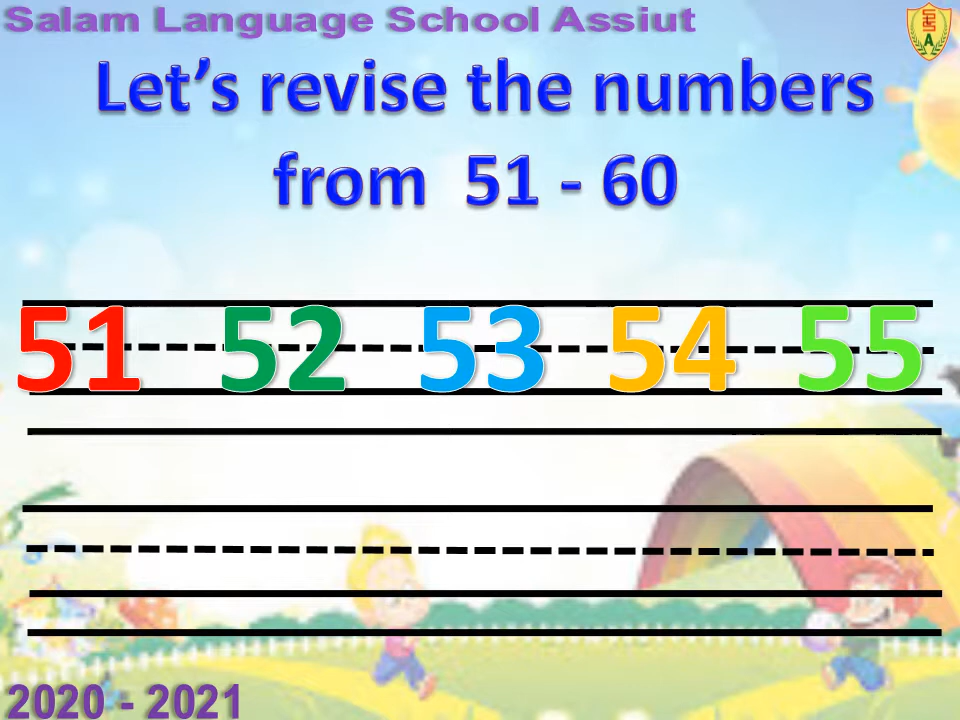 Salam Language School Assiut
Let’s revise the numbers
from 51 - 60
51 52 53 54 55
2020 - 2021